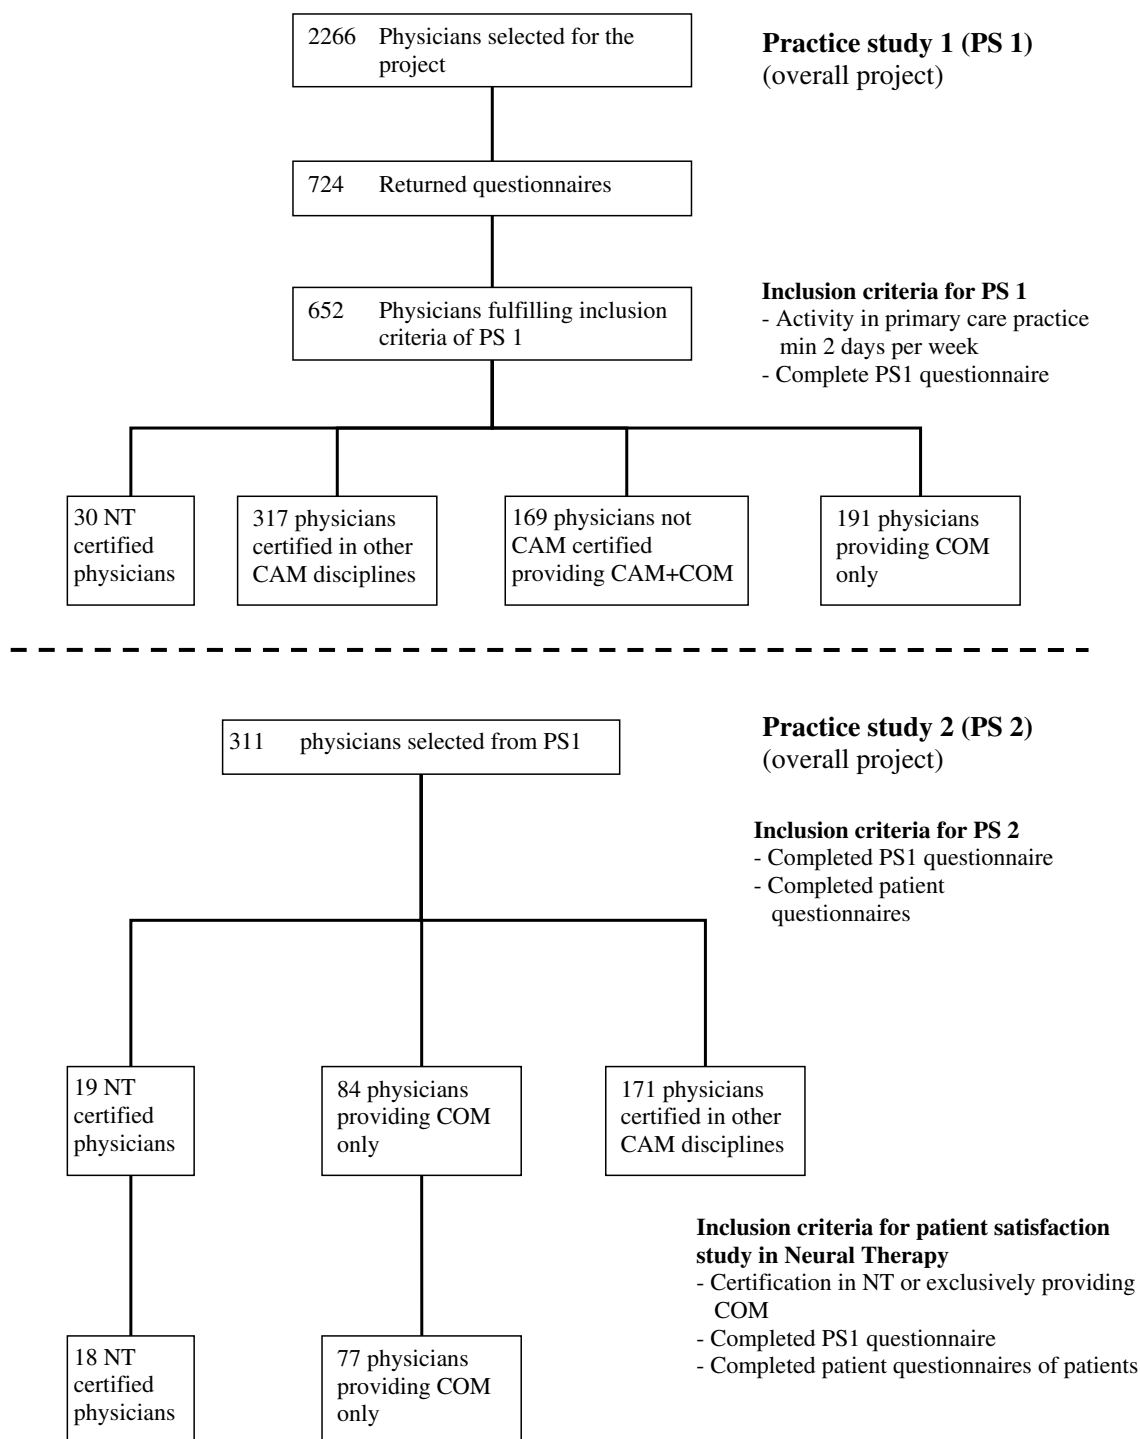 2266 Physicians selected for the
project
Practice study 1 (PS 1)
(overall project)
724 Returned questionnaires
652 Physicians fulfilling inclusion
criteria of PS 1
Inclusion criteria for PS 1
- Activity in primary care practice
min 2 days per week
- Complete PS1 questionnaire
30 NT
certified
physicians
317 physicians
certified in other
CAM disciplines
169 physicians not
CAM certified
providing CAM+COM
191 physicians
providing COM
only
311 physicians selected from PS1
Practice study 2 (PS 2)
(overall project)
Inclusion criteria for PS 2
- Completed PS1 questionnaire
- Completed patient
questionnaires
19 NT
certified
physicians
84 physicians
providing COM
only
171 physicians
certified in other
CAM disciplines
Inclusion criteria for patient satisfaction
study in Neural Therapy
- Certification in NT or exclusively providing
COM
- Completed PS1 questionnaire
- Completed patient questionnaires of patients
18 NT
certified
physicians
77 physicians
providing COM
only